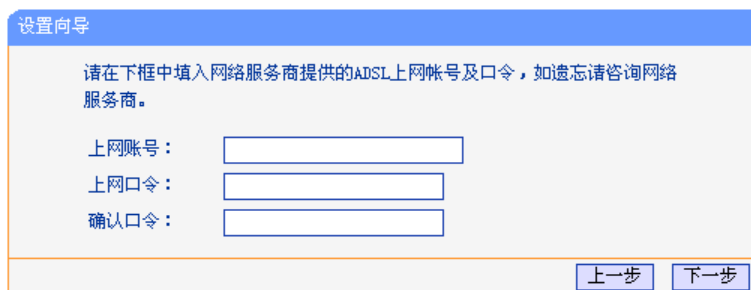 设置向导
请在下框中填入网络服务商提供的ADSL上网帐号及口令，如遗忘请咨询网络
服务商。
上网账号：
上网口令：
确认口令：
上一步 下一步